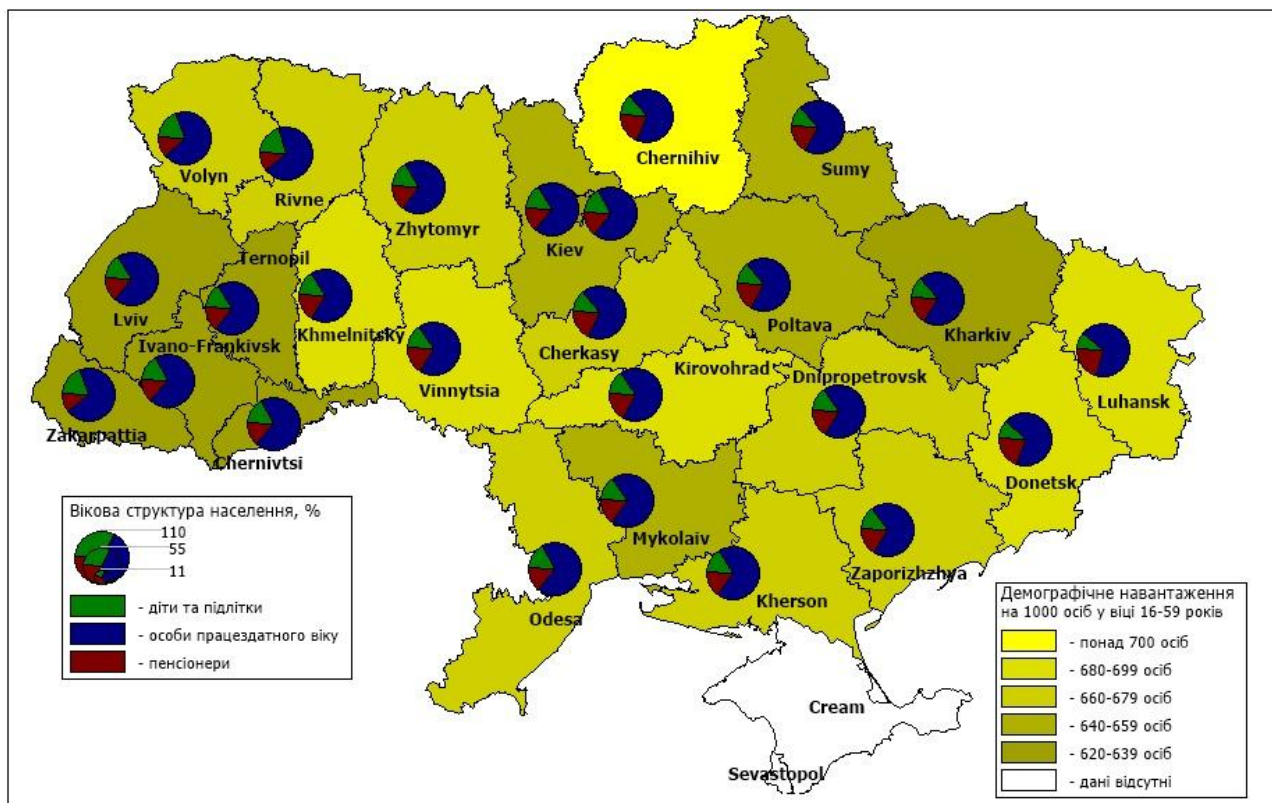 Chernihiv
Sumy
Volyn
Rivne
Zhytomyr
Kiev
Ternopil
Lviv
Ivano-Frankivsk
Khmelnitsky
Vinnytsia
Cherkasy
Poltava
Kharkiv
Kirovohrad
Dnipropetrovsk
Luhansk
Zakarpattia
Chernivtsi
Donetsk
Mykolaiv
Zaporizhzhya
Odesa
Kherson
Cream
Sevastopol
Вікова структура населення, %
110
55
11
- діти та підлітки
- особи працездатного віку
- пенсіонери
Демографічне навантаження
на 1000 осіб у віці 16-59 років
- понад 700 осіб
- 680-699 осіб
- 660-679 осіб
- 640-659 осіб
- 620-639 осіб
- дані відсутні